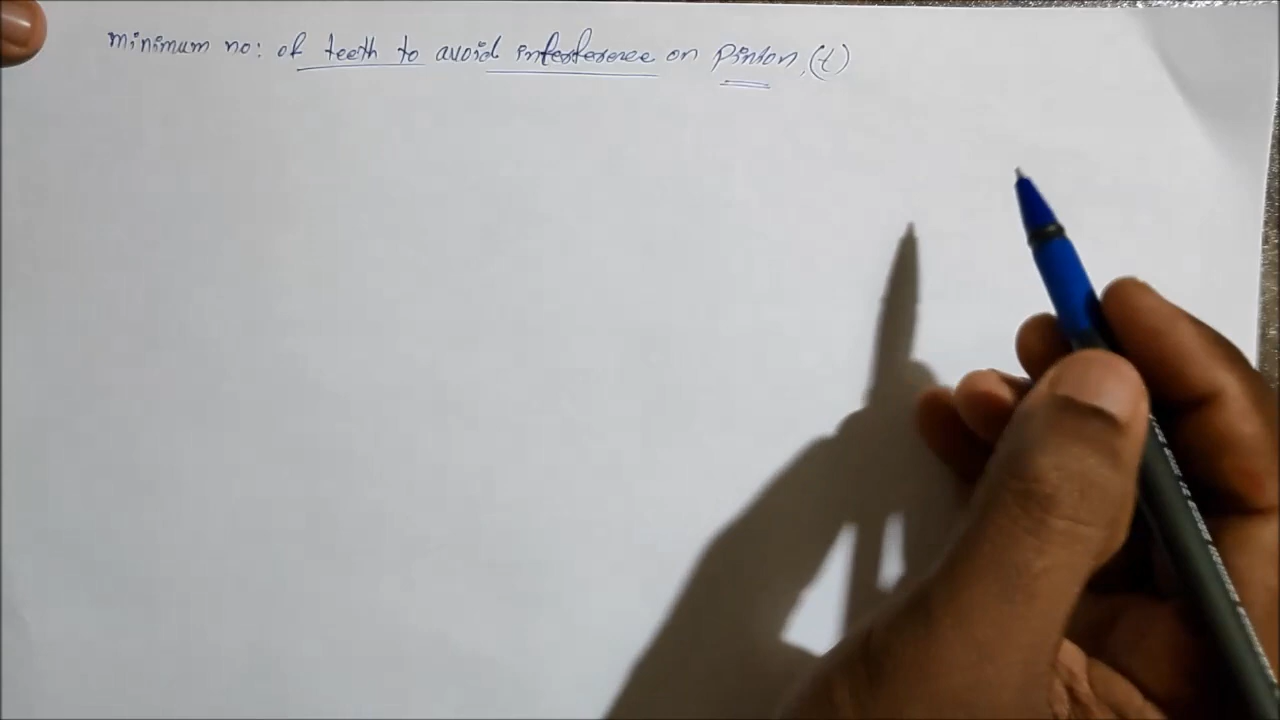 minimum no: of teeth to avoid interference on pinion, (t)